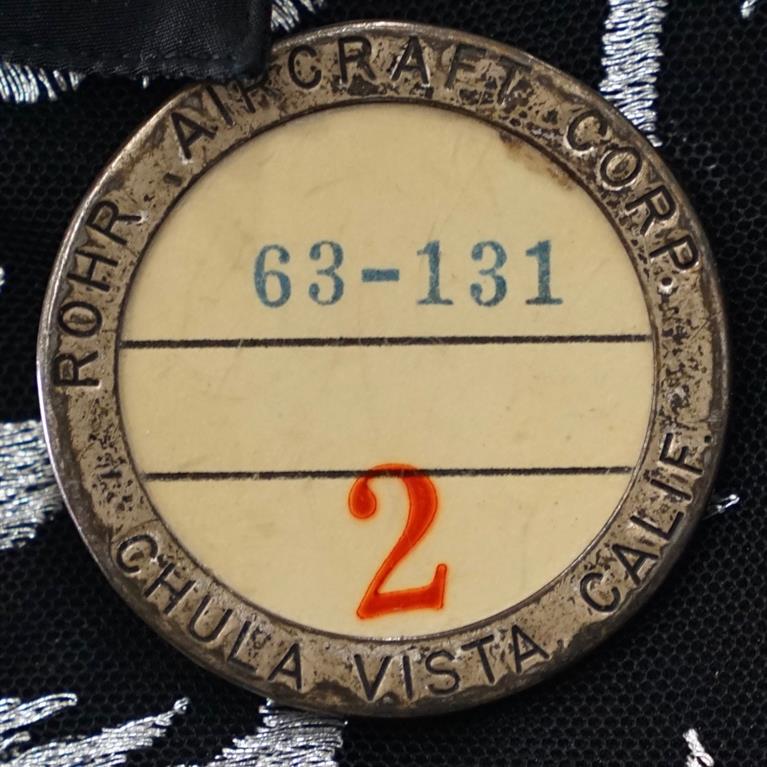 ROHR AIRCRAFT CORP.
63-131
2
CHULA VISTA, CALIF.